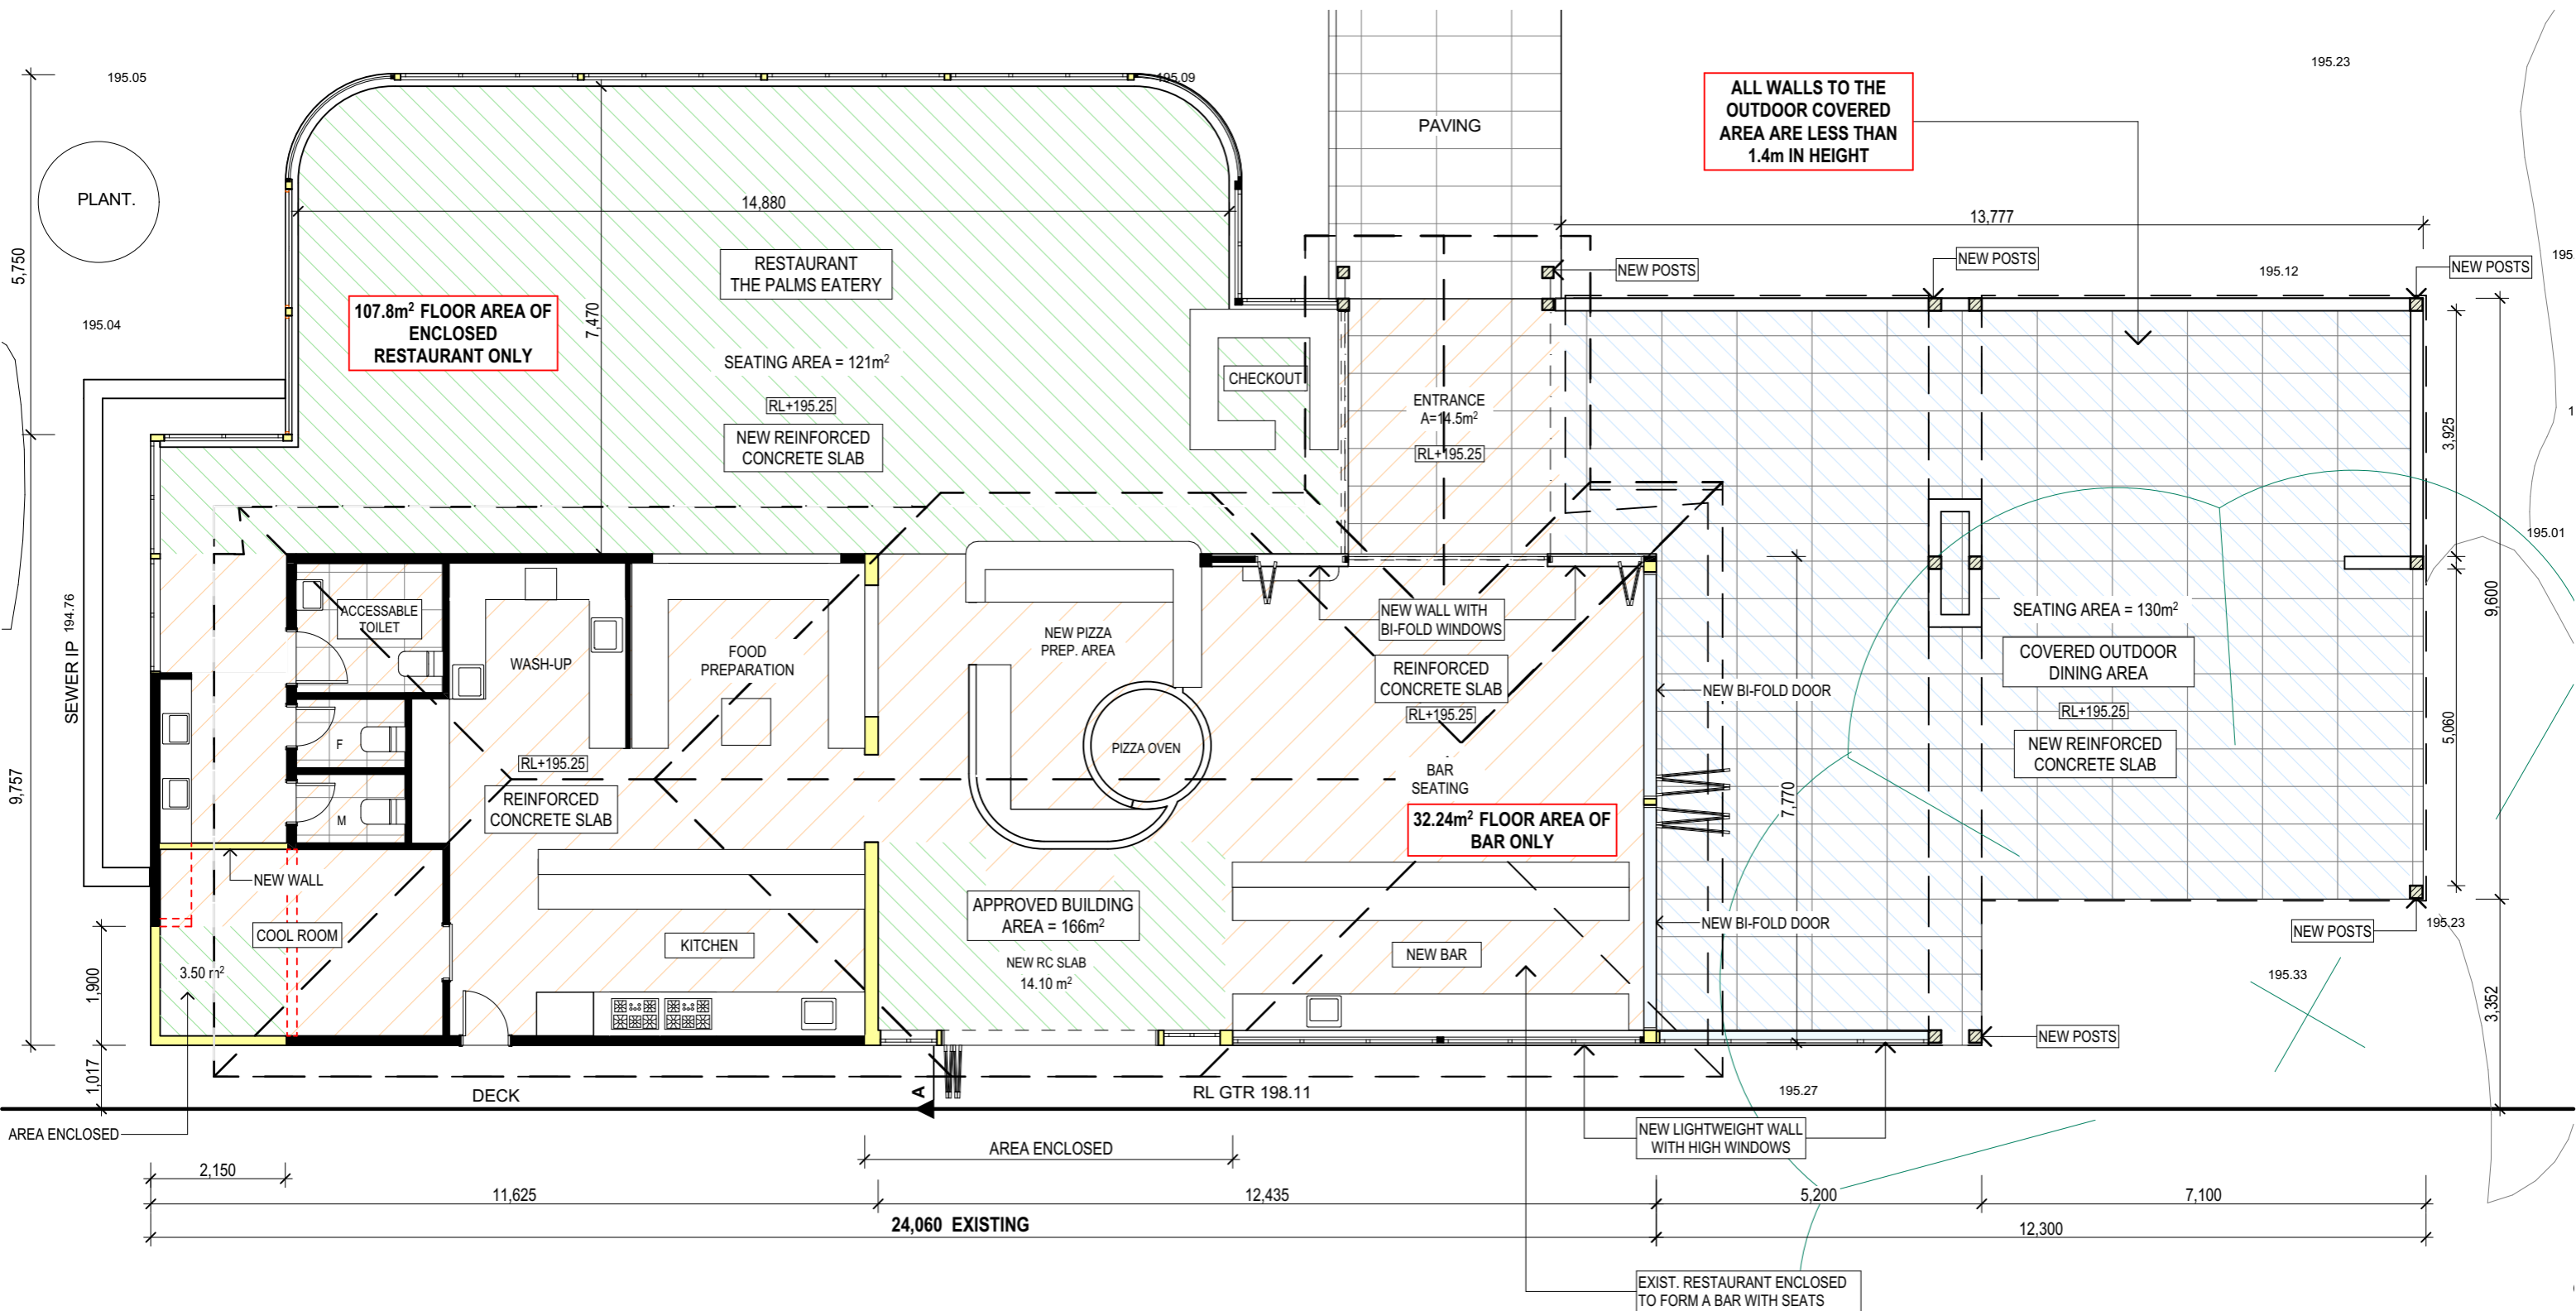 195.05
195.09
PAVING
ALL WALLS TO THE
OUTDOOR COVERED
AREA ARE LESS THAN
1.4m IN HEIGHT
195.23
PLANT.
14,880
13,777
5,750
RESTAURANT
THE PALMS EATERY
NEW POSTS
NEW POSTS
195.12
NEW POSTS
107.8m² FLOOR AREA OF
ENCLOSED
RESTAURANT ONLY
7,470
195.04
SEATING AREA = 121m²
CHECKOUT
RL+195.25
ENTRANCE
A=14.5m²
RL+195.25
NEW REINFORCED
CONCRETE SLAB
3,925
195.01
SEWER IP 194.76
ACCESSABLE
TOILET
WASH-UP
FOOD
PREPARATION
NEW PIZZA
PREP. AREA
NEW WALL WITH
BI-FOLD WINDOWS
REINFORCED
CONCRETE SLAB
RL+195.25
NEW BI-FOLD DOOR
SEATING AREA = 130m²
COVERED OUTDOOR
DINING AREA
RL+195.25
NEW REINFORCED
CONCRETE SLAB
9,600
5,060
F
M
RL+195.25
REINFORCED
CONCRETE SLAB
PIZZA OVEN
BAR
SEATING
32.24m² FLOOR AREA OF
BAR ONLY
7,770
9,757
NEW WALL
COOL ROOM
3.50 m²
1,900
KITCHEN
APPROVED BUILDING
AREA = 166m²
NEW RC SLAB
14.10 m²
NEW BAR
NEW BI-FOLD DOOR
NEW POSTS
195.23
195.33
3,352
NEW POSTS
1,017
DECK
A
RL GTR 198.11
195.27
AREA ENCLOSED
AREA ENCLOSED
NEW LIGHTWEIGHT WALL
WITH HIGH WINDOWS
2,150
11,625
12,435
5,200
7,100
24,060 EXISTING
12,300
EXIST. RESTAURANT ENCLOSED
TO FORM A BAR WITH SEATS